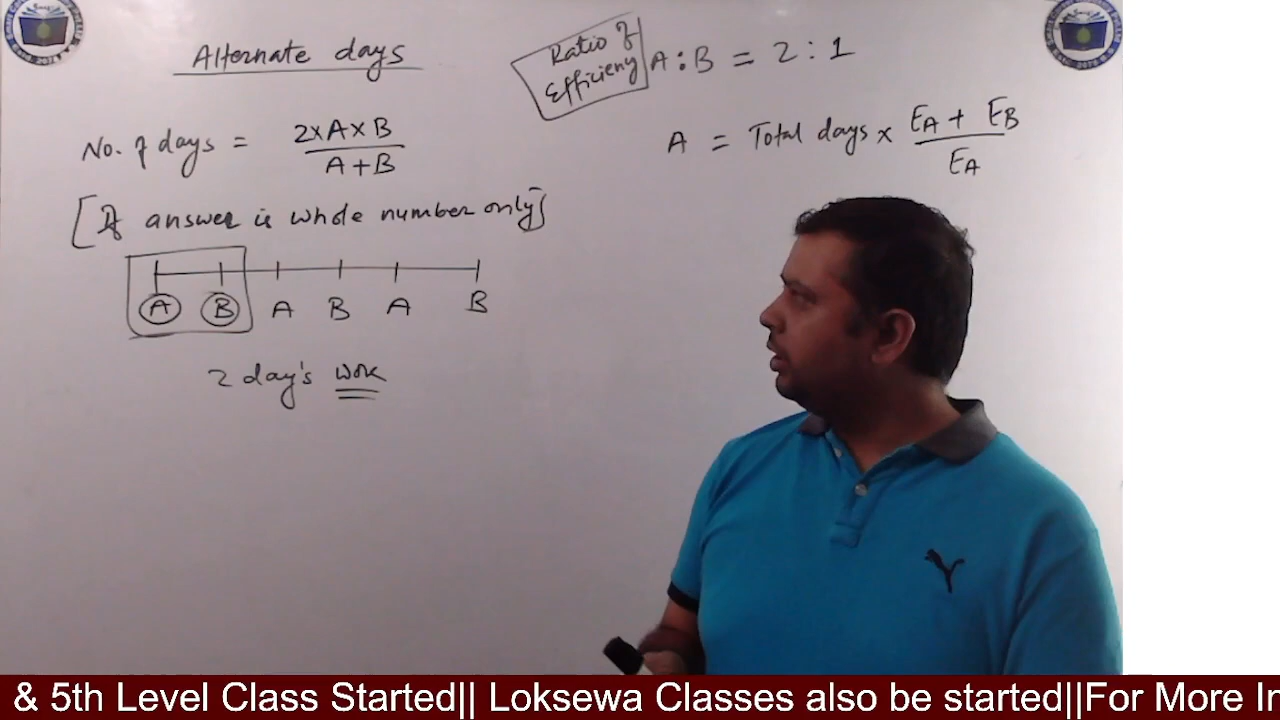 Alternate days
Ratio of
Efficieny
A : B = 2 : 1
No. of days = 2×A×B
A+B
A = Total days × EA + EB
EA
[If answer is whole number only]
A B A B A B
2 day's work
& 5th Level Class Started|| Loksewa Classes also be started||For More In